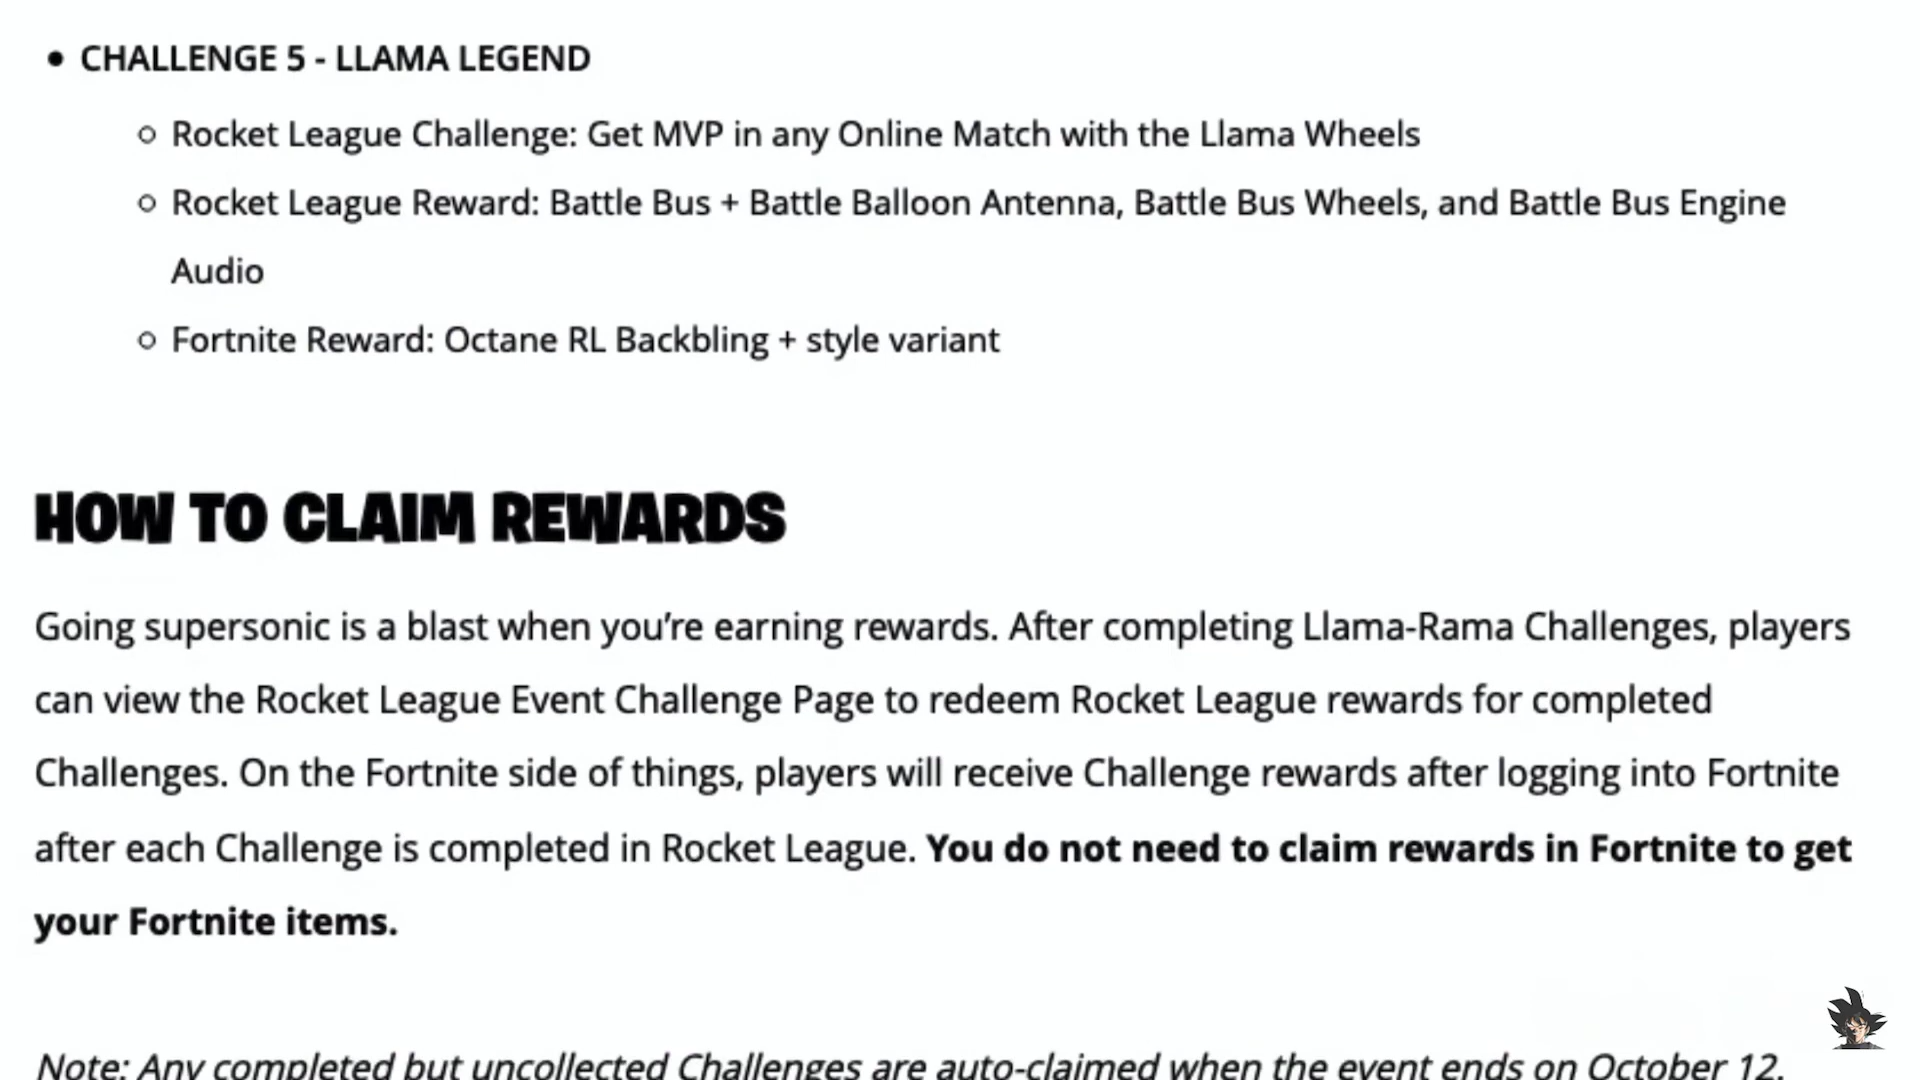 • CHALLENGE 5 - LLAMA LEGEND
○ Rocket League Challenge: Get MVP in any Online Match with the Llama Wheels
○ Rocket League Reward: Battle Bus + Battle Balloon Antenna, Battle Bus Wheels, and Battle Bus Engine
Audio
○ Fortnite Reward: Octane RL Backbling + style variant
HOW TO CLAIM REWARDS
Going supersonic is a blast when you’re earning rewards. After completing Llama-Rama Challenges, players
can view the Rocket League Event Challenge Page to redeem Rocket League rewards for completed
Challenges. On the Fortnite side of things, players will receive Challenge rewards after logging into Fortnite
after each Challenge is completed in Rocket League. You do not need to claim rewards in Fortnite to get
your Fortnite items.
Note: Any completed but uncollected Challenges are auto-claimed when the event ends on October 12.